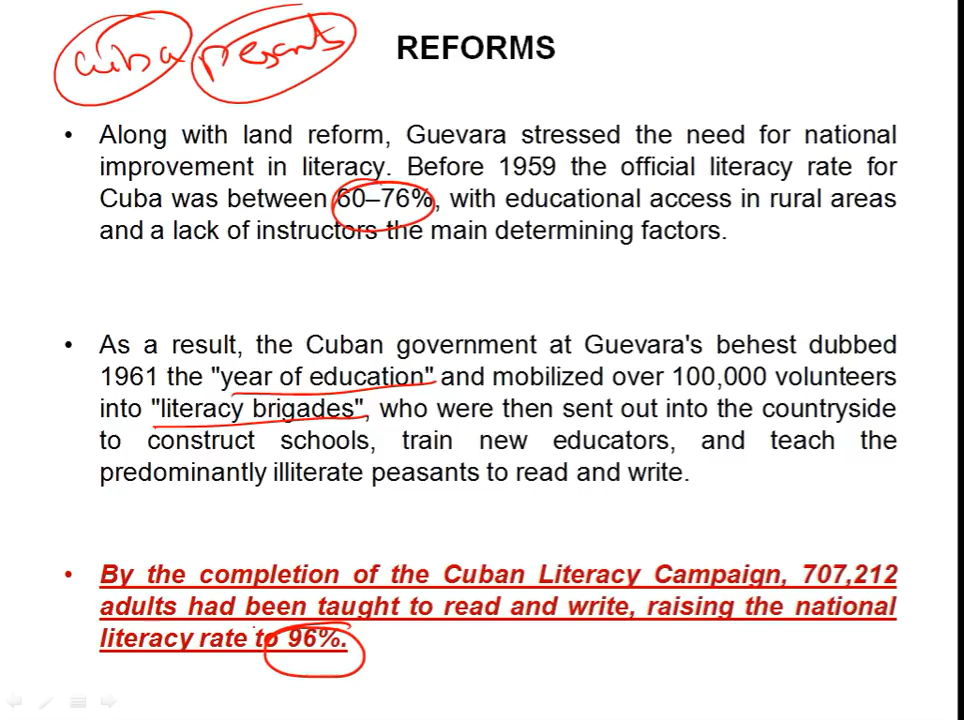 Cuba pesants
REFORMS
• Along with land reform, Guevara stressed the need for national
improvement in literacy. Before 1959 the official literacy rate for
Cuba was between 60–76%, with educational access in rural areas
and a lack of instructors the main determining factors.
• As a result, the Cuban government at Guevara's behest dubbed
1961 the "year of education" and mobilized over 100,000 volunteers
into "literacy brigades", who were then sent out into the countryside
to construct schools, train new educators, and teach the
predominantly illiterate peasants to read and write.
• By the completion of the Cuban Literacy Campaign, 707,212
adults had been taught to read and write, raising the national
literacy rate to 96%.